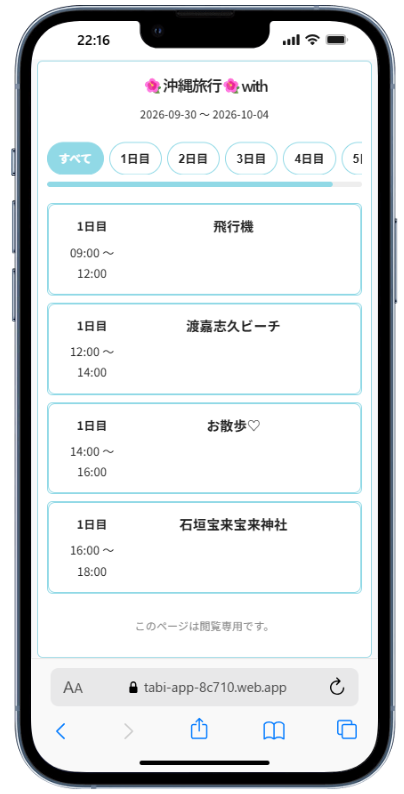 22:16
🌺沖縄旅行🌺with
2026-09-30 〜 2026-10-04
すべて 1日目 2日目 3日目 4日目
1日目 飛行機
09:00 〜
12:00
1日目 渡嘉志久ビーチ
12:00 〜
14:00
1日目 お散歩♡
14:00 〜
16:00
1日目 石垣宝来宝来神社
16:00 〜
18:00
このページは閲覧専用です。
AA tabi-app-8c710.web.app